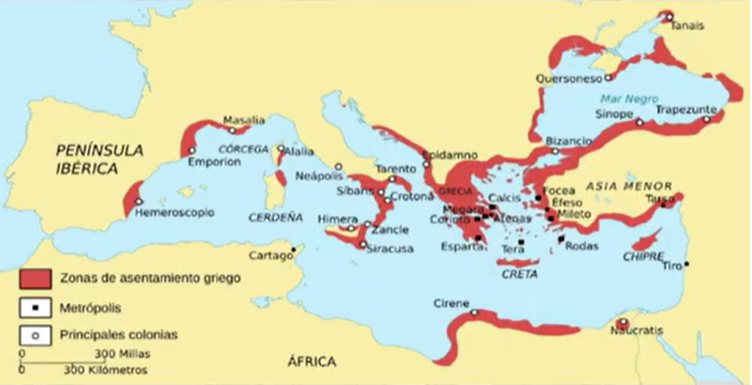 Tanais
Quersoneso
Mar Negro
Sinope
Trapezunte
Bizancio
Masalia
PENÍNSULA
IBÉRICA
CÓRCEGA
Alalia
Emporion
Epidamno
Neápolis
Tarento
GRECIA
Focea
ASIA MENOR
Síbaris
Crotona
Calcis
Éfeso
Tarso
Hemeroscopio
CERDEÑA
Megara
Mileto
Himera
Zancle
Corinto
Atenas
Siracusa
Esparta
Tera
Rodas
CHIPRE
Cartago
CRETA
Tiro
Zonas de asentamiento griego
Metrópolis
Cirene
Naucratis
Principales colonias
0 300 Millas
0 300 Kilómetros
ÁFRICA